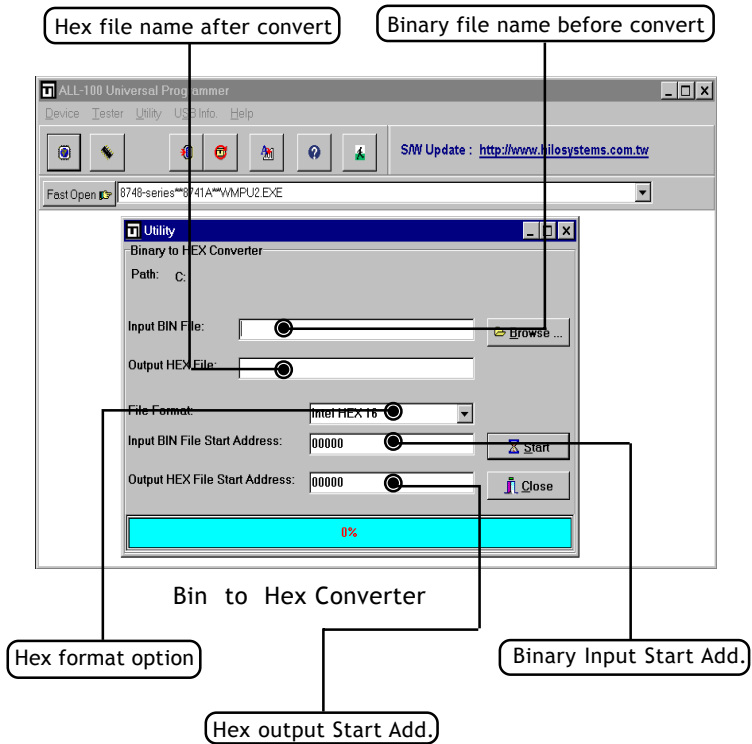 Hex file name after convert
Binary file name before convert
ALL-100 Universal Programmer
Device Tester Utility USB Info. Help
S/W Update : http://www.hilosystems.com.tw
Fast Open 8748-series**8741A**WMPU2.EXE
Utility
Binary to HEX Converter
Path: C:
Input BIN File:
Browse ...
Output HEX File:
File Format: Intel HEX 16
Input BIN File Start Address: 00000
Start
Output HEX File Start Address: 00000
Close
0%
Bin to Hex Converter
Hex format option
Binary Input Start Add.
Hex output Start Add.